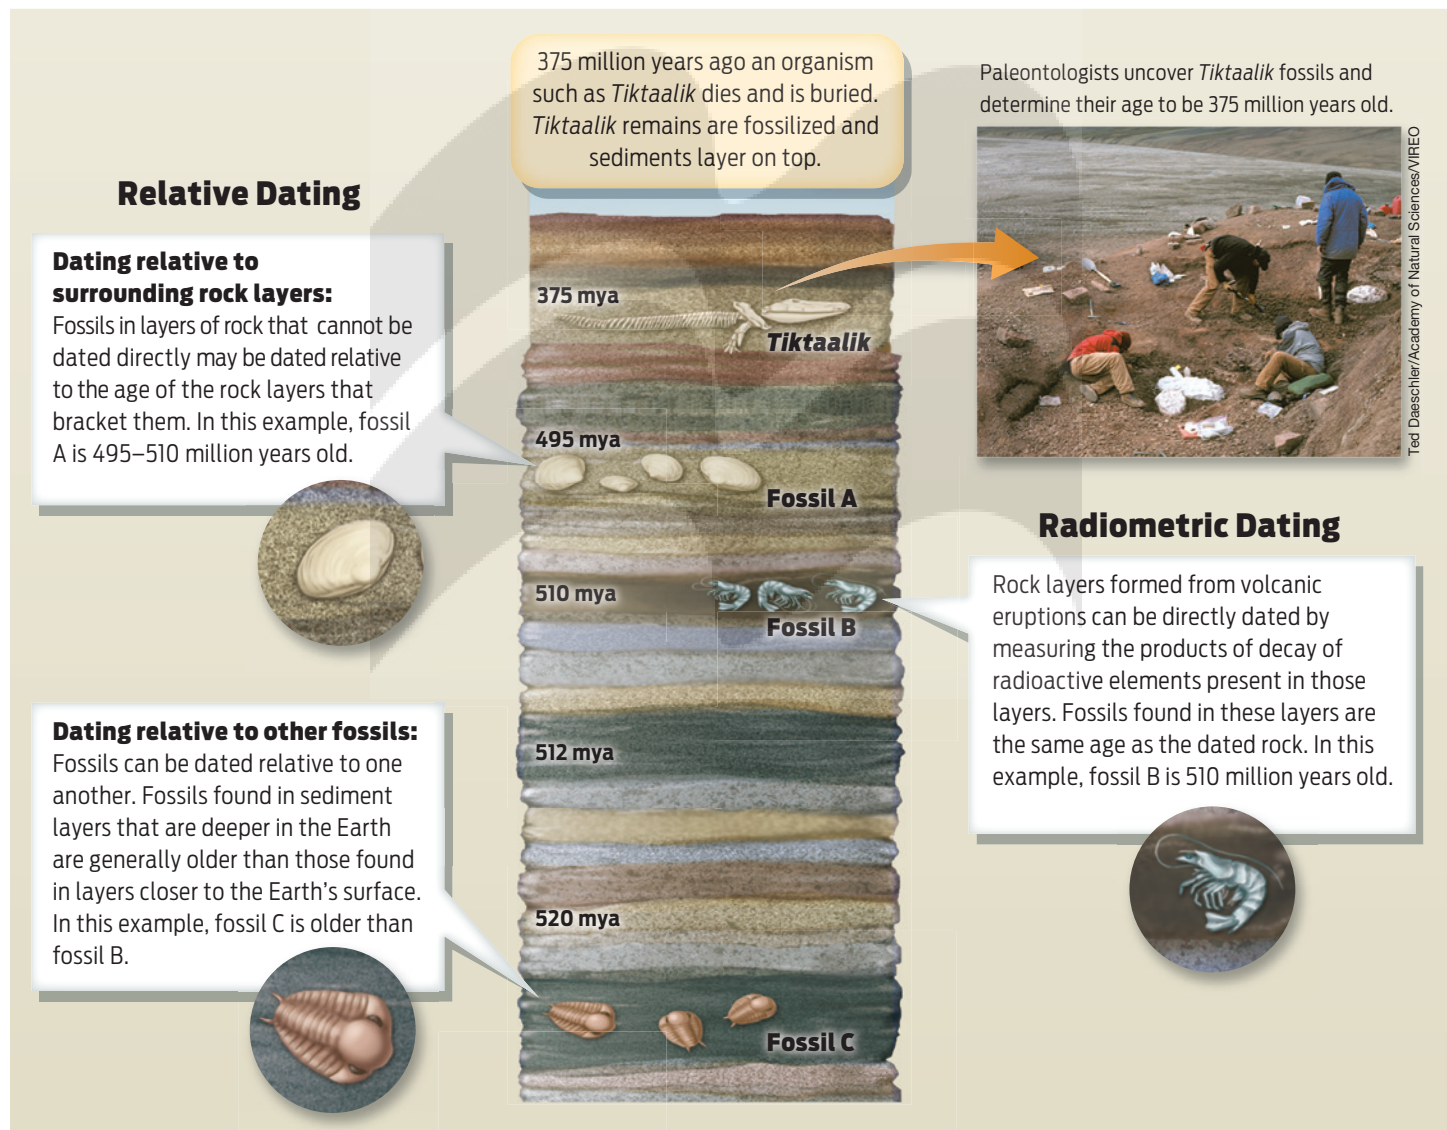 375 million years ago an organism
such as Tiktaalik dies and is buried.
Tiktaalik remains are fossilized and
sediments layer on top.
Paleontologists uncover Tiktaalik fossils and
determine their age to be 375 million years old.
Ted Daeschler/Academy of Natural Sciences/VIREO
Relative Dating
Dating relative to
surrounding rock layers:
Fossils in layers of rock that cannot be
dated directly may be dated relative
to the age of the rock layers that
bracket them. In this example, fossil
A is 495–510 million years old.
375 mya
Tiktaalik
495 mya
Fossil A
510 mya
Fossil B
512 mya
520 mya
Fossil C
Radiometric Dating
Rock layers formed from volcanic
eruptions can be directly dated by
measuring the products of decay of
radioactive elements present in those
layers. Fossils found in these layers are
the same age as the dated rock. In this
example, fossil B is 510 million years old.
Dating relative to other fossils:
Fossils can be dated relative to one
another. Fossils found in sediment
layers that are deeper in the Earth
are generally older than those found
in layers closer to the Earth's surface.
In this example, fossil C is older than
fossil B.